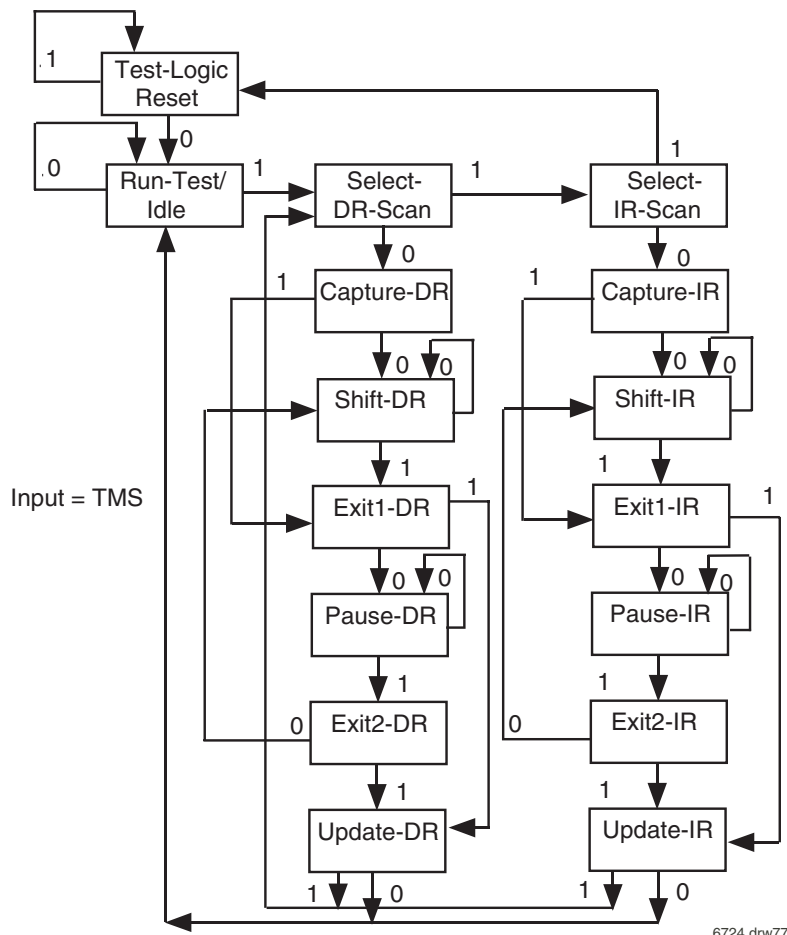 .1
Test-Logic
Reset
0
.0
Run-Test/
Idle
1
Select-
DR-Scan
1
1
Select-
IR-Scan
0
0
1
Capture-DR
1
Capture-IR
0
0
0
0
Shift-DR
Shift-IR
1
1
Input = TMS
Exit1-DR
1
Exit1-IR
1
0
0
0
0
Pause-DR
Pause-IR
1
1
0
Exit2-DR
0
Exit2-IR
1
1
Update-DR
Update-IR
1
0
1
0
6724 drw77